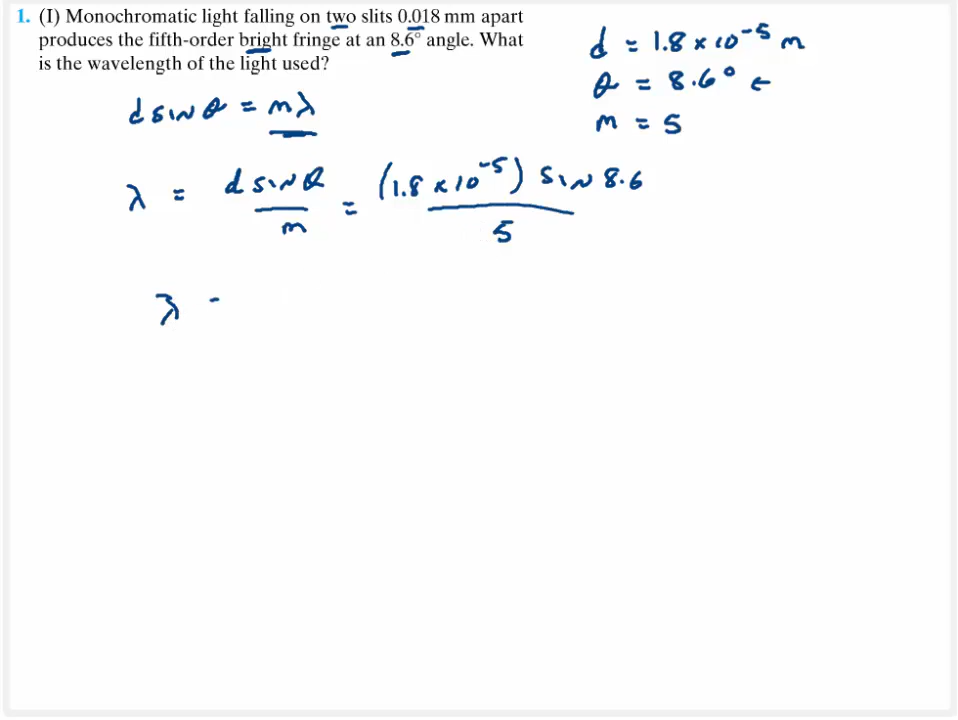 1. (I) Monochromatic light falling on two slits 0.018 mm apart
produces the fifth-order bright fringe at an 8.6° angle. What
is the wavelength of the light used?
d = 1.8 × 10⁻⁵ m
θ = 8.6° ←
m = 5
d sin θ = mλ
λ = d sin θ / m = (1.8 × 10⁻⁵) sin 8.6 / 5
λ -